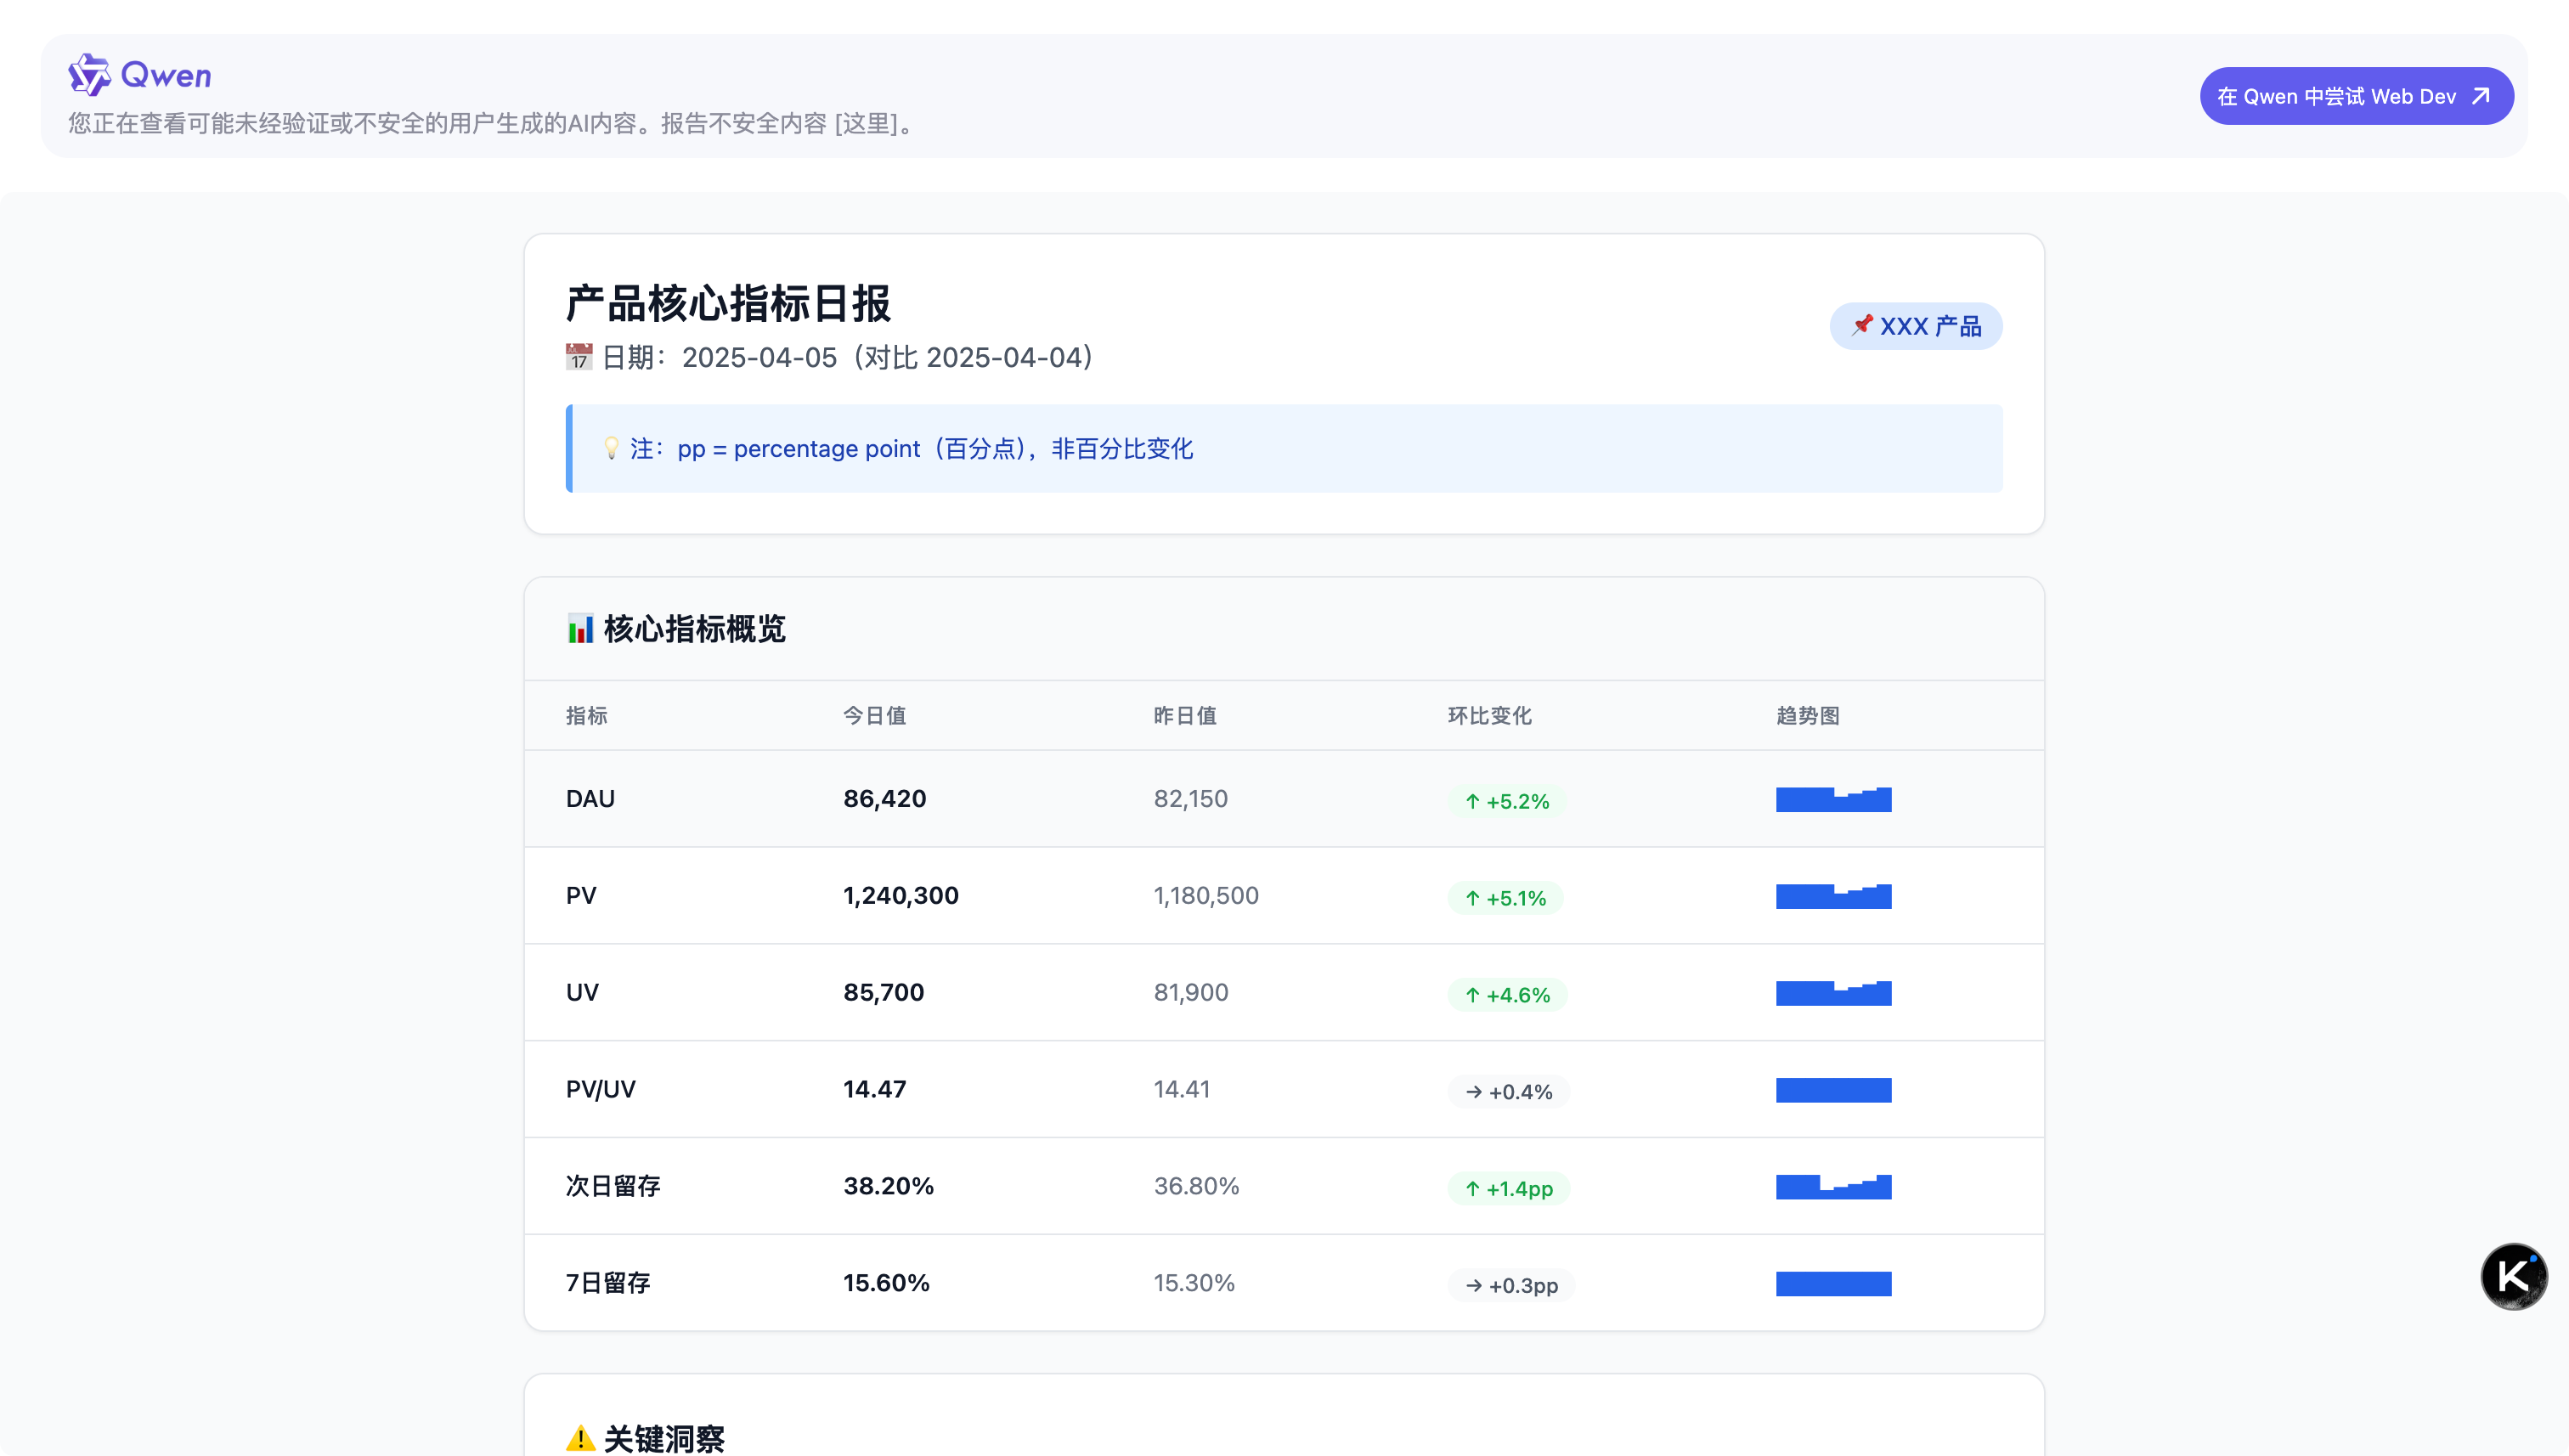 Qwen
您正在查看可能未经验证或不安全的用户生成的AI内容。报告不安全内容 [这里]。
在 Qwen 中尝试 Web Dev
产品核心指标日报
17 日期：2025-04-05（对比 2025-04-04）
XXX 产品
注：pp = percentage point（百分点），非百分比变化
核心指标概览
指标 今日值 昨日值 环比变化 趋势图
DAU 86,420 82,150 ↑ +5.2%
PV 1,240,300 1,180,500 ↑ +5.1%
UV 85,700 81,900 ↑ +4.6%
PV/UV 14.47 14.41 → +0.4%
次日留存 38.20% 36.80% ↑ +1.4pp
7日留存 15.60% 15.30% → +0.3pp
K
关键洞察